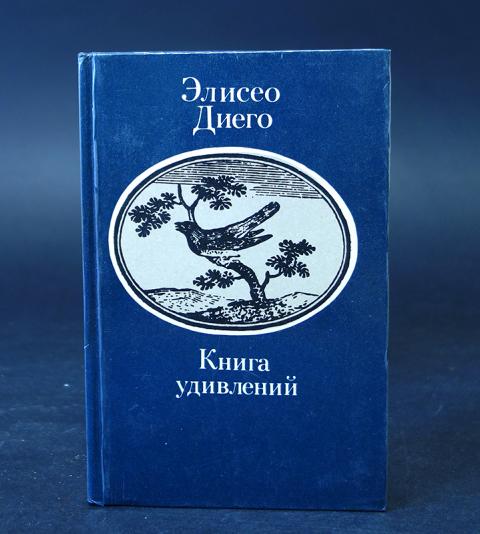 Элисео
Диего
Книга
удивлений